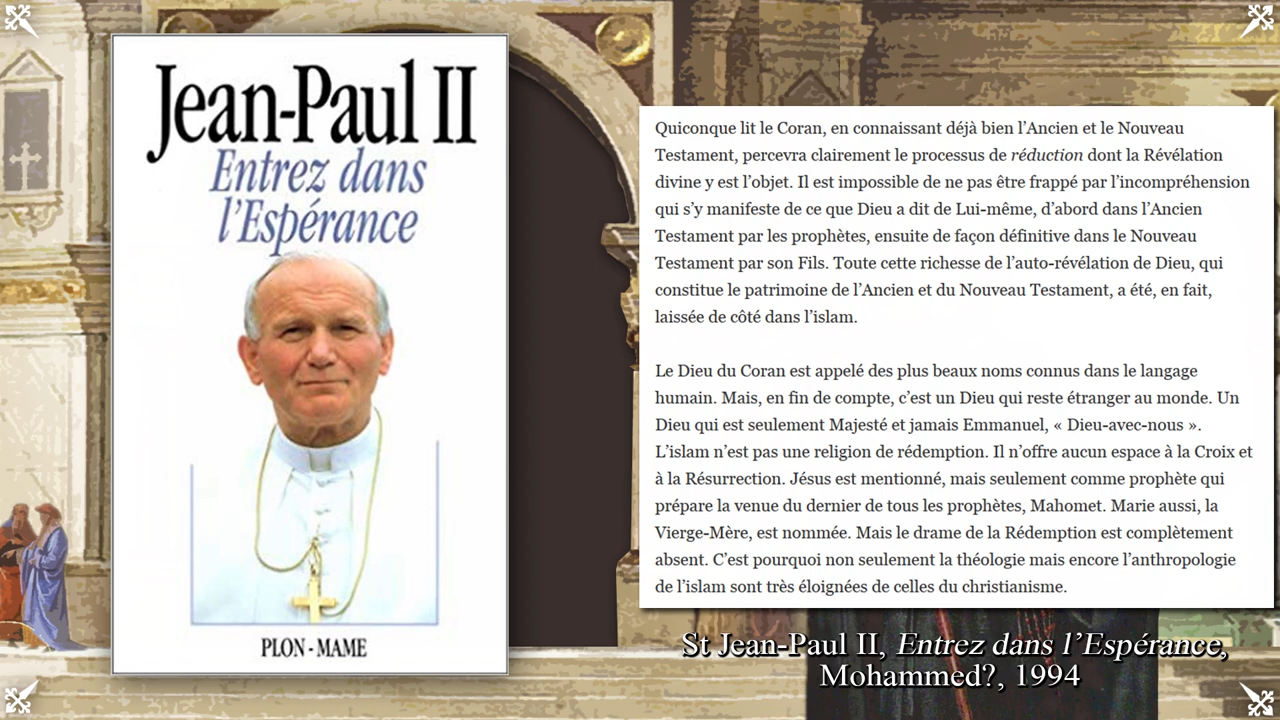 Jean-Paul II
Entrez dans
l'Espérance
PLON - MAME
Quiconque lit le Coran, en connaissant déjà bien l'Ancien et le Nouveau
Testament, percevra clairement le processus de réduction dont la Révélation
divine y est l'objet. Il est impossible de ne pas être frappé par l'incompréhension
qui s'y manifeste de ce que Dieu a dit de Lui-même, d'abord dans l'Ancien
Testament par les prophètes, ensuite de façon définitive dans le Nouveau
Testament par son Fils. Toute cette richesse de l'auto-révélation de Dieu, qui
constitue le patrimoine de l'Ancien et du Nouveau Testament, a été, en fait,
laissée de côté dans l'islam.
Le Dieu du Coran est appelé des plus beaux noms connus dans le langage
humain. Mais, en fin de compte, c'est un Dieu qui reste étranger au monde. Un
Dieu qui est seulement Majesté et jamais Emmanuel, « Dieu-avec-nous ».
L'islam n'est pas une religion de rédemption. Il n'offre aucun espace à la Croix et
à la Résurrection. Jésus est mentionné, mais seulement comme prophète qui
prépare la venue du dernier de tous les prophètes, Mahomet. Marie aussi, la
Vierge-Mère, est nommée. Mais le drame de la Rédemption est complètement
absent. C'est pourquoi non seulement la théologie mais encore l'anthropologie
de l'islam sont très éloignées de celles du christianisme.
St Jean-Paul II, Entrez dans l'Espérance,
Mohammed?, 1994